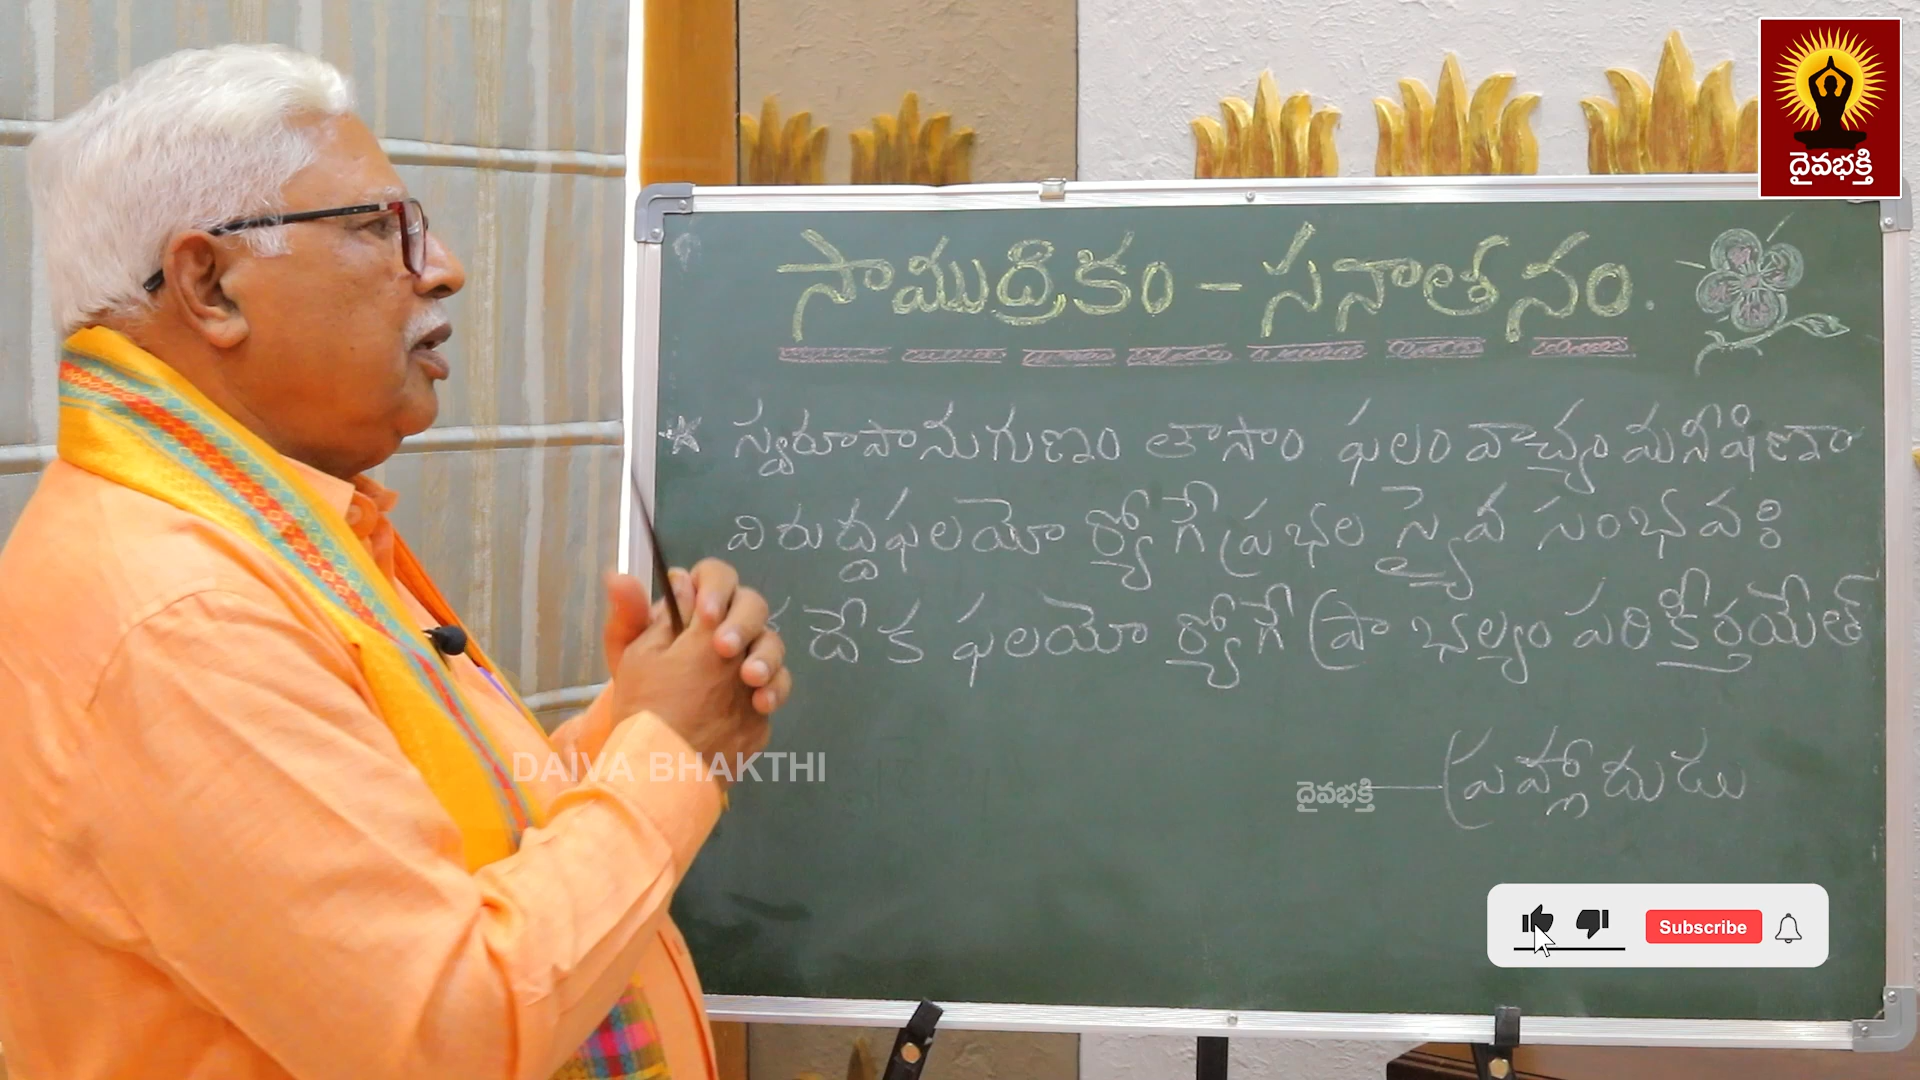 దైవభక్తి
సాముద్రికం - సనాతనం.
* స్వరూపానుగుణం తాసాం ఫలం వాచ్యం మనీషిణాం
విరుద్ధఫలయో ర్యోగే ప్రభల స్యైవ సంభవః
దేక ఫలయో ర్యోగే ప్రా భల్యం పరికీర్తయేత్
DAIVA BHAKTHI
దైవభక్తి — ప్రహ్లాదుడు
Subscribe